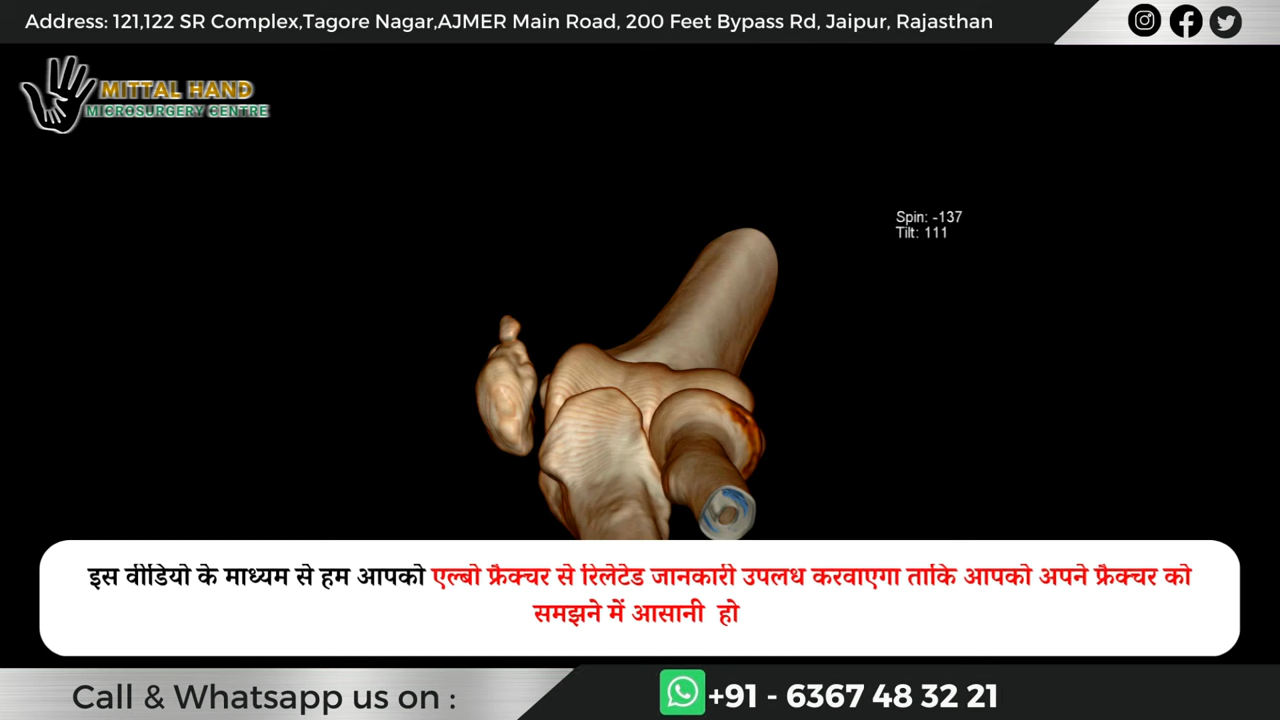 Address: 121,122 SR Complex,Tagore Nagar,AJMER Main Road, 200 Feet Bypass Rd, Jaipur, Rajasthan
MITTAL HAND
MICROSURGERY CENTRE
Spin: -137
Tilt: 111
इस वीडियो के माध्यम से हम आपको एल्बो फ्रैक्चर से रिलेटेड जानकारी उपलध करवाएगा ताकि आपको अपने फ्रैक्चर को
समझने में आसानी हो
Call & Whatsapp us on :
+91 - 6367 48 32 21